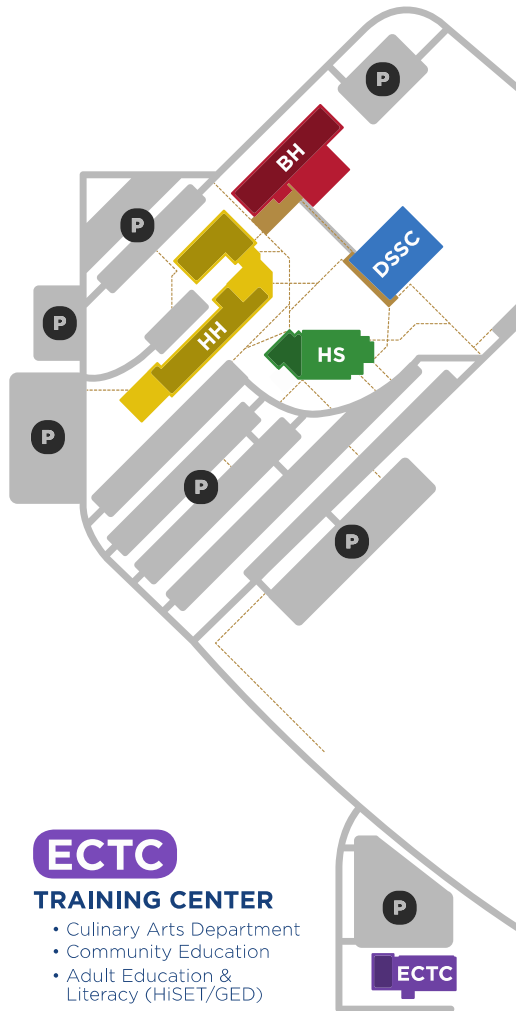 P
BH
P
DSSC
P
HH
HS
P
P
P
ECTC
TRAINING CENTER
• Culinary Arts Department
• Community Education
• Adult Education &
Literacy (HiSET/GED)
P
ECTC